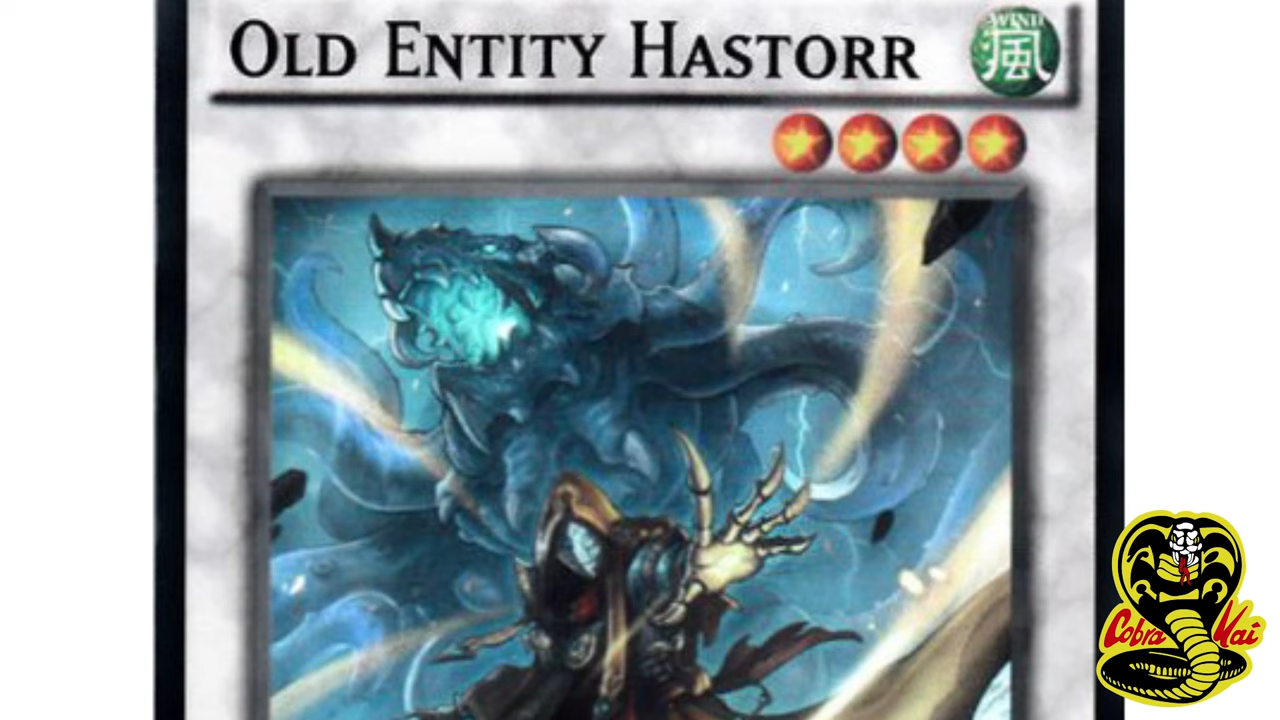 OLD ENTITY HASTORR
WIND
風
Cobra Kai